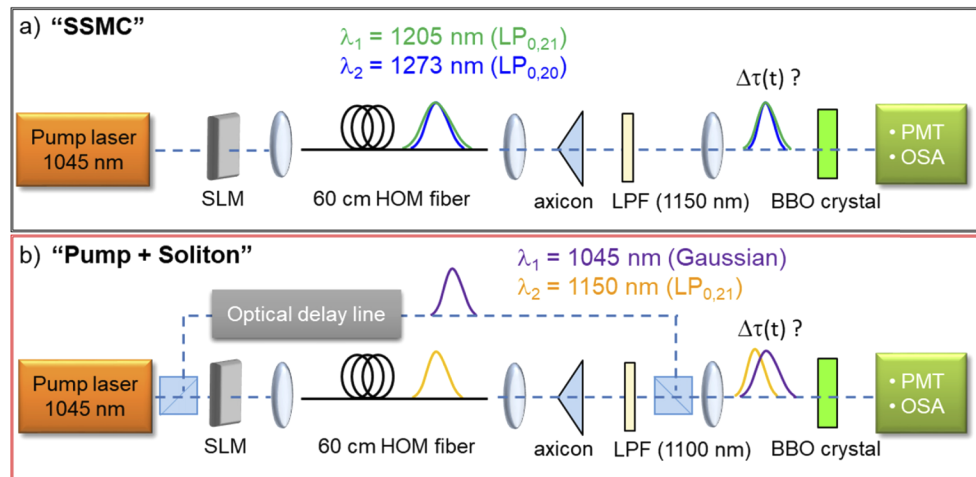 a) "SSMC"
λ₁ = 1205 nm (LP₀,₂₁)
λ₂ = 1273 nm (LP₀,₂₀)
Δτ(t) ?
Pump laser
1045 nm
SLM
60 cm HOM fiber
axicon
LPF (1150 nm)
BBO crystal
• PMT
• OSA
b) "Pump + Soliton"
λ₁ = 1045 nm (Gaussian)
λ₂ = 1150 nm (LP₀,₂₁)
Optical delay line
Δτ(t) ?
Pump laser
1045 nm
SLM
60 cm HOM fiber
axicon
LPF (1100 nm)
BBO crystal
• PMT
• OSA